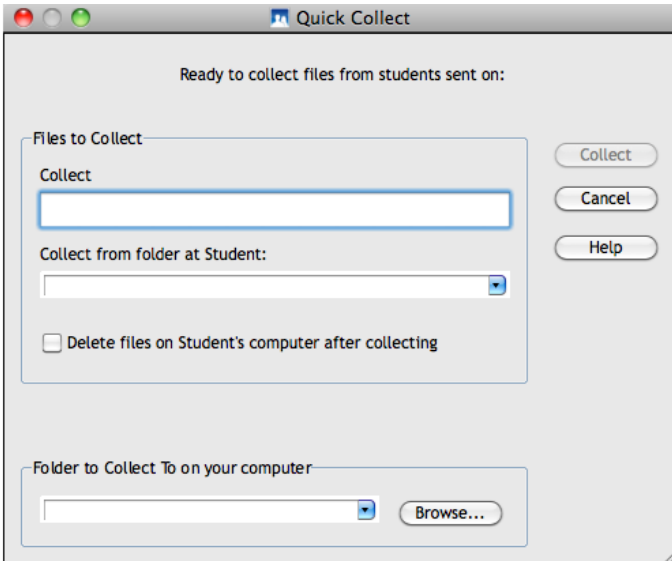 Quick Collect
Ready to collect files from students sent on:
Files to Collect
Collect
Collect
Cancel
Collect from folder at Student:
Help
Delete files on Student's computer after collecting
Folder to Collect To on your computer
Browse...